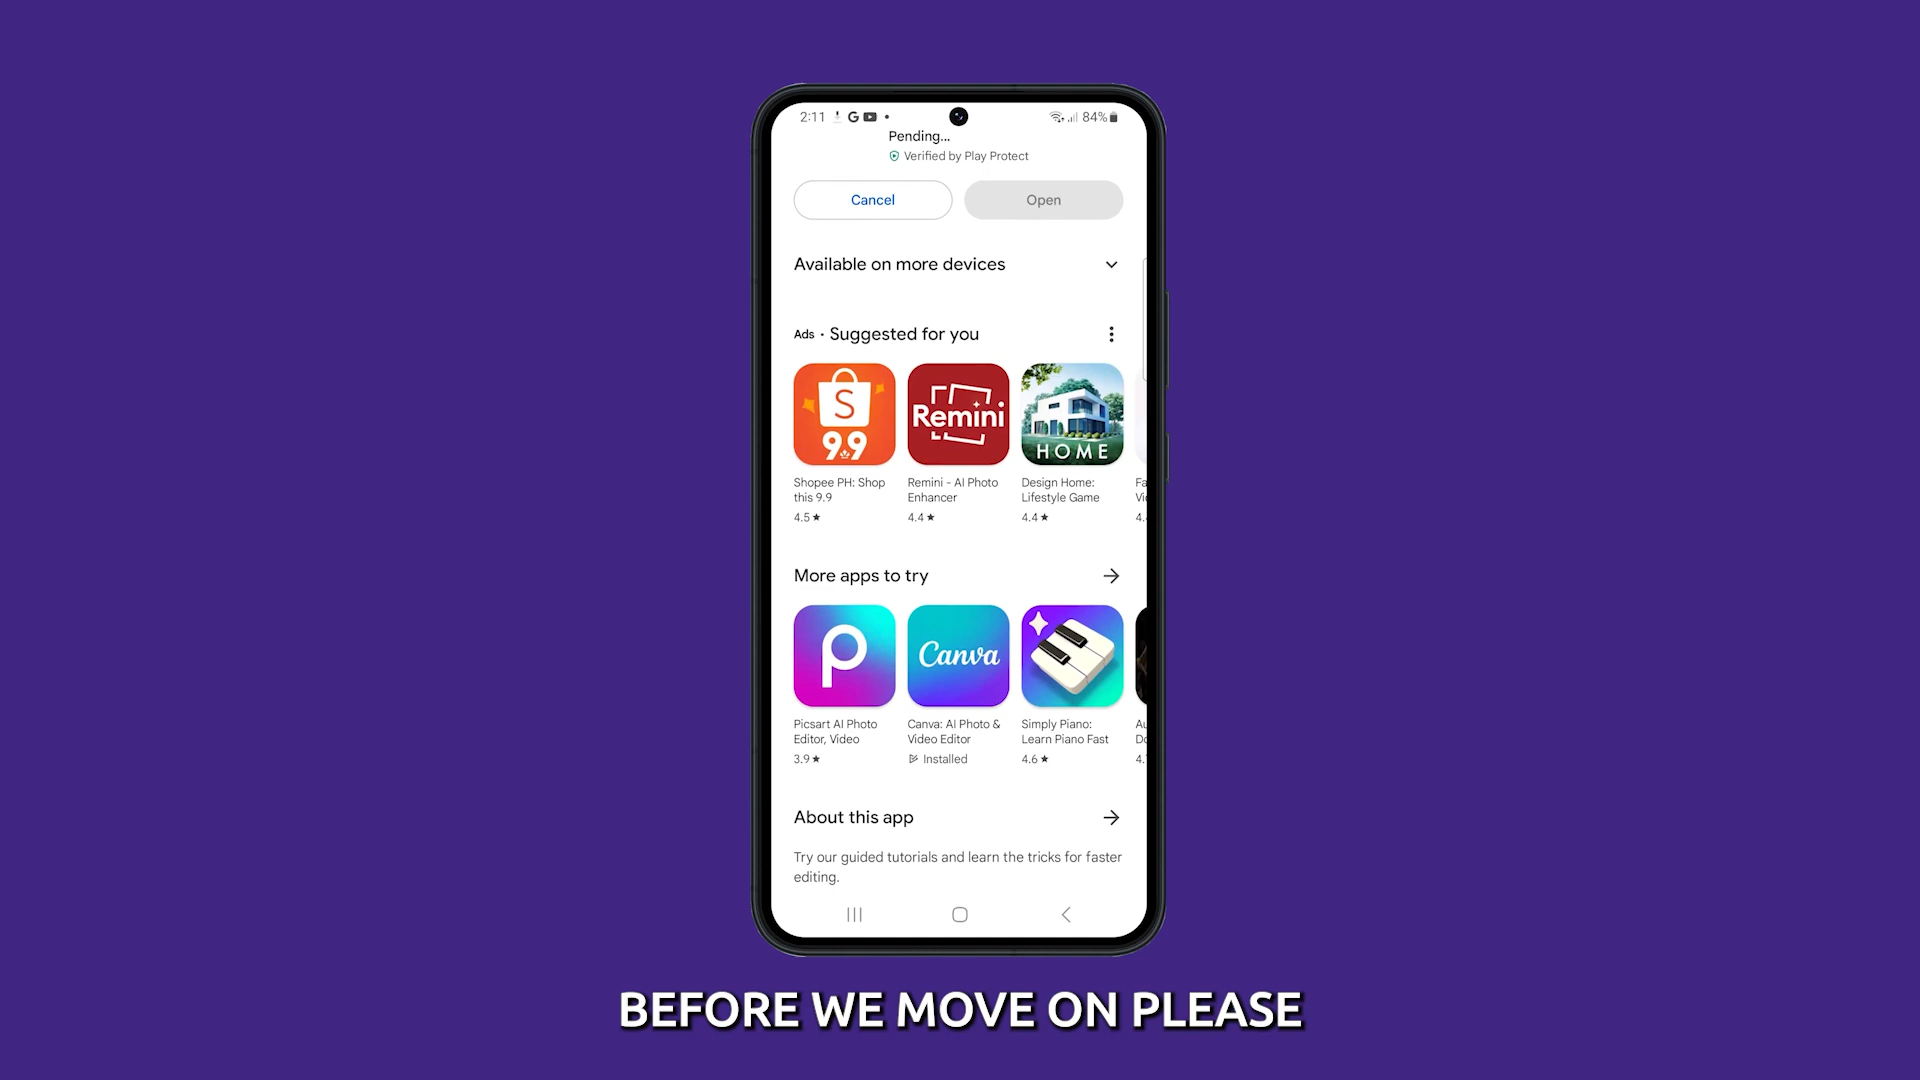 2:11
84%
Pending...
Verified by Play Protect
Cancel
Open
Available on more devices
Ads · Suggested for you
S
9.9
Remini
HOME
Shopee PH: Shop
this 9.9
4.5★
Remini - AI Photo
Enhancer
4.4★
Design Home:
Lifestyle Game
4.4★
More apps to try
Canva
Picsart AI Photo
Editor, Video
3.9★
Canva: AI Photo &
Video Editor
Installed
Simply Piano:
Learn Piano Fast
4.6★
About this app
Try our guided tutorials and learn the tricks for faster
editing.
BEFORE WE MOVE ON PLEASE